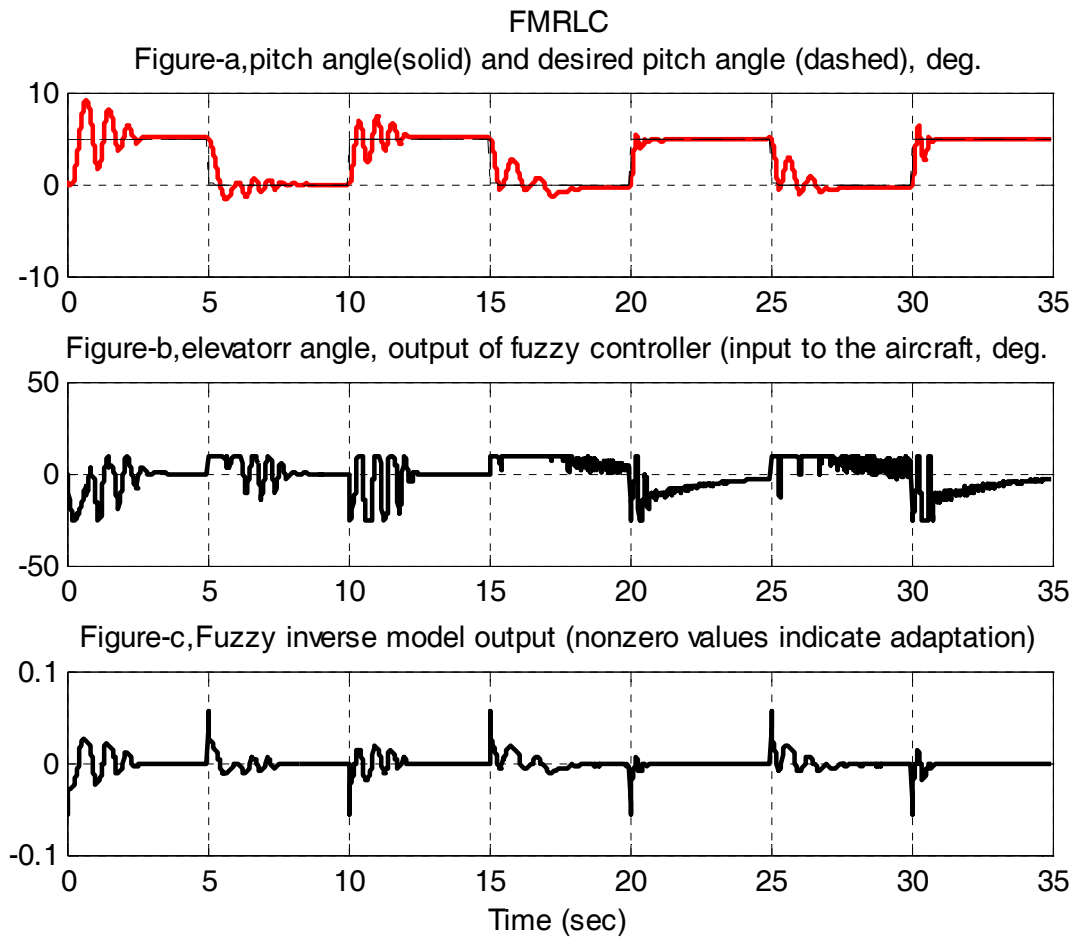 FMRLC
Figure-a,pitch angle(solid) and desired pitch angle (dashed), deg.
10
0
-10
0 5 10 15 20 25 30 35
Figure-b,elevatorr angle, output of fuzzy controller (input to the aircraft, deg.
50
0
-50
0 5 10 15 20 25 30 35
Figure-c,Fuzzy inverse model output (nonzero values indicate adaptation)
0.1
0
-0.1
0 5 10 15 20 25 30 35
Time (sec)